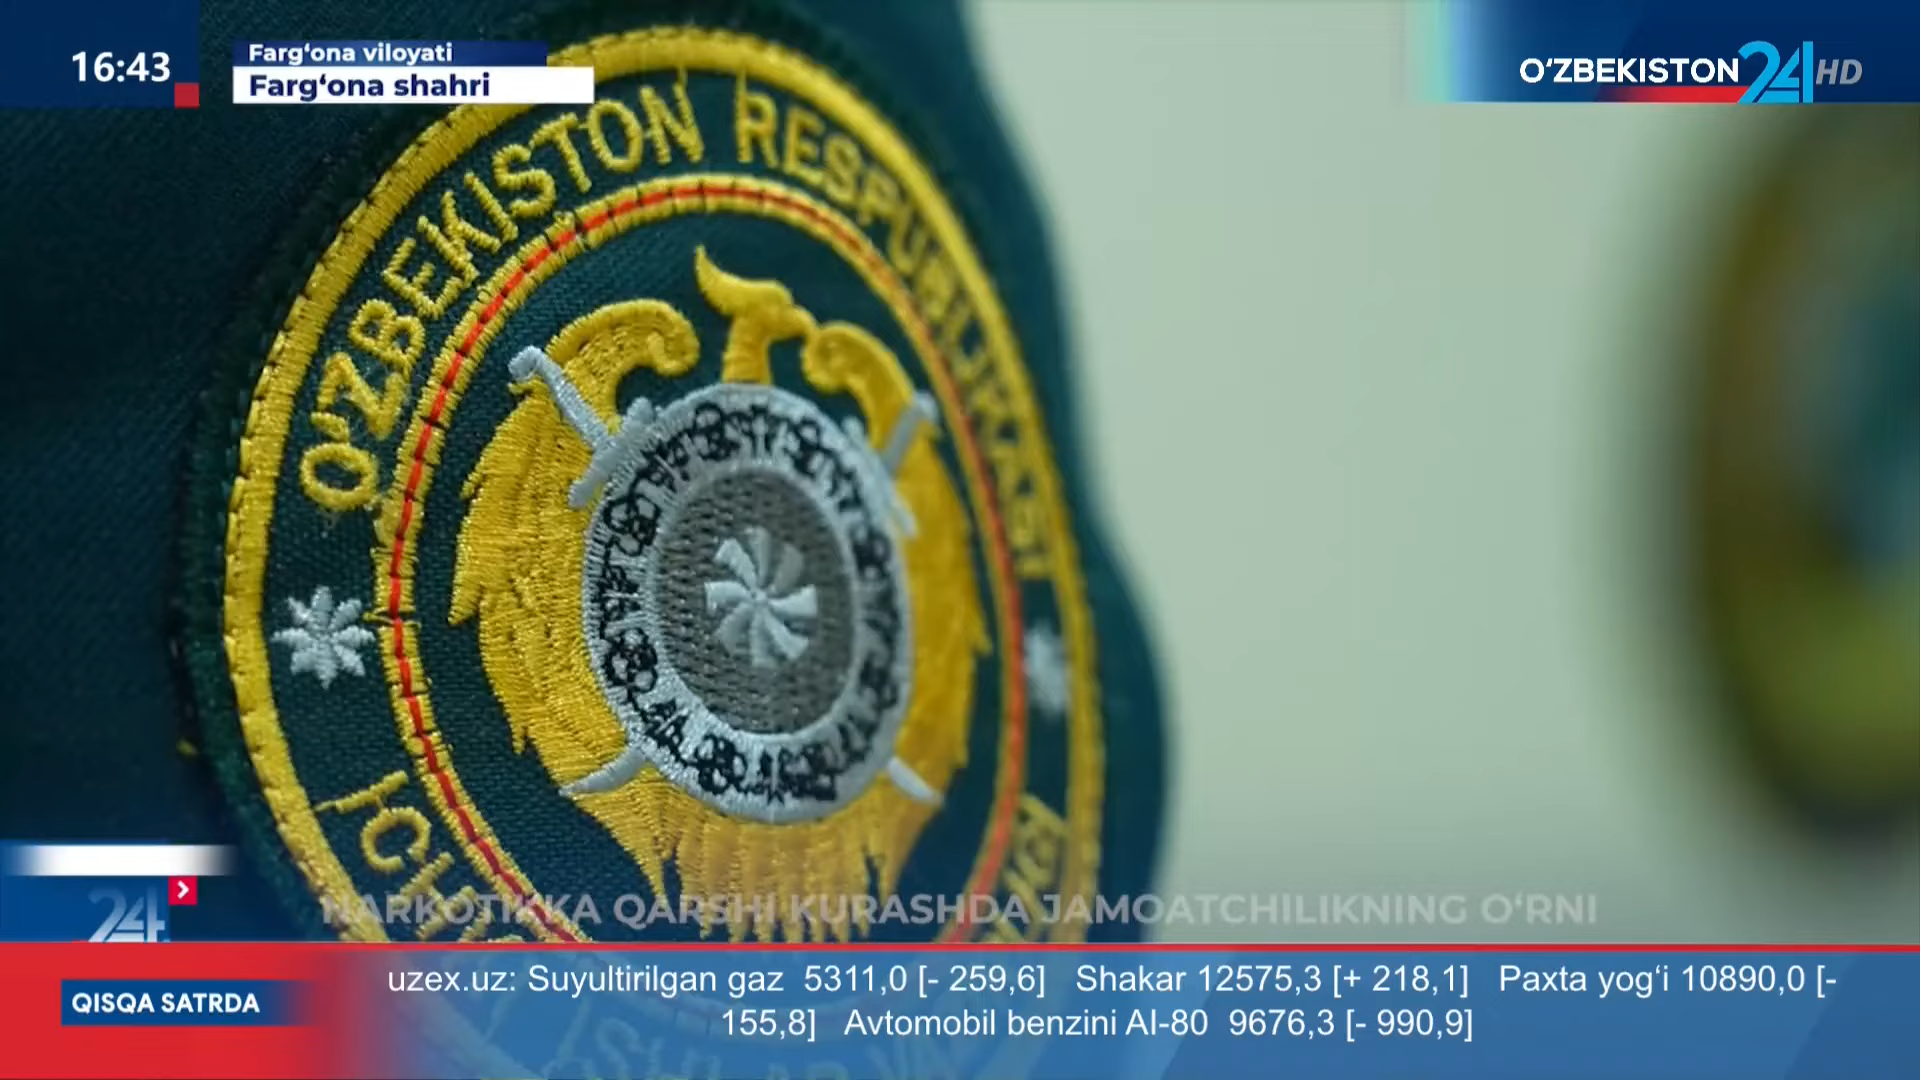 16:43
Farg‘ona viloyati
Farg‘ona shahri
O‘ZBEKISTON 24 HD
O‘ZBEKISTON RESPUBLIKASI
ICHK
24
NARKOTIKKA QARSHI KURASHDA JAMOATCHILIKNING O‘RNI
QISQA SATRDA
uzex.uz: Suyultirilgan gaz 5311,0 [- 259,6] Shakar 12575,3 [+ 218,1] Paxta yog‘i 10890,0 [-
155,8] Avtomobil benzini AI-80 9676,3 [- 990,9]